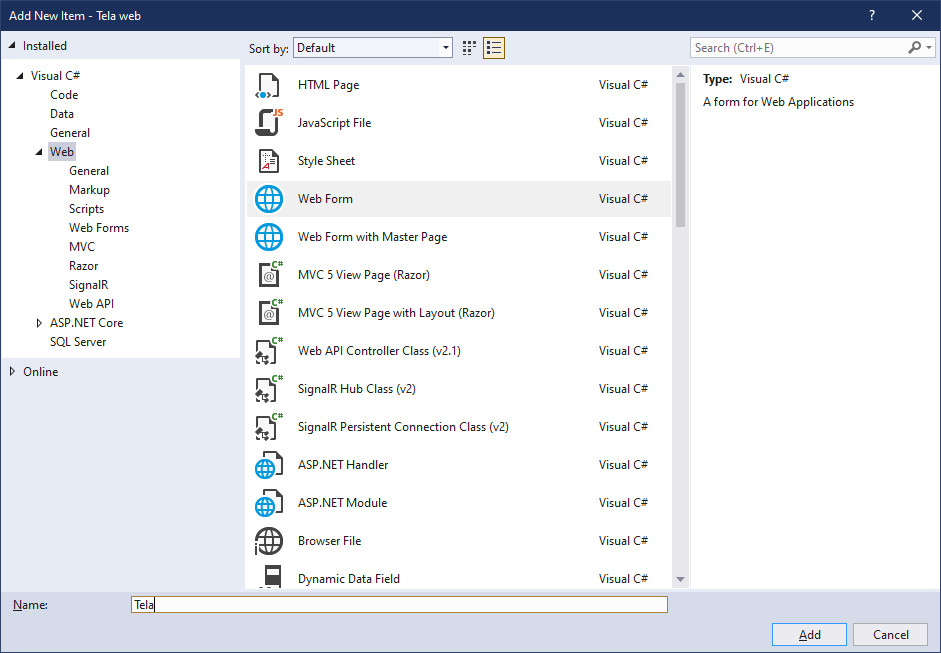 Add New Item - Tela web
?
Installed
Sort by: Default
Search (Ctrl+E)
Visual C#
Code
Data
General
Web
General
Markup
Scripts
Web Forms
MVC
Razor
SignalR
Web API
ASP.NET Core
SQL Server
Online
HTML Page Visual C#
JS
JavaScript File Visual C#
A
Style Sheet Visual C#
Web Form Visual C#
Web Form with Master Page Visual C#
C#
@
MVC 5 View Page (Razor) Visual C#
C#
@
MVC 5 View Page with Layout (Razor) Visual C#
C#
Web API Controller Class (v2.1) Visual C#
C#
SignalR Hub Class (v2) Visual C#
C#
SignalR Persistent Connection Class (v2) Visual C#
ASP.NET Handler Visual C#
ASP.NET Module Visual C#
Browser File Visual C#
Dynamic Data Field Visual C#
Type: Visual C#
A form for Web Applications
Name: Tela
Add
Cancel